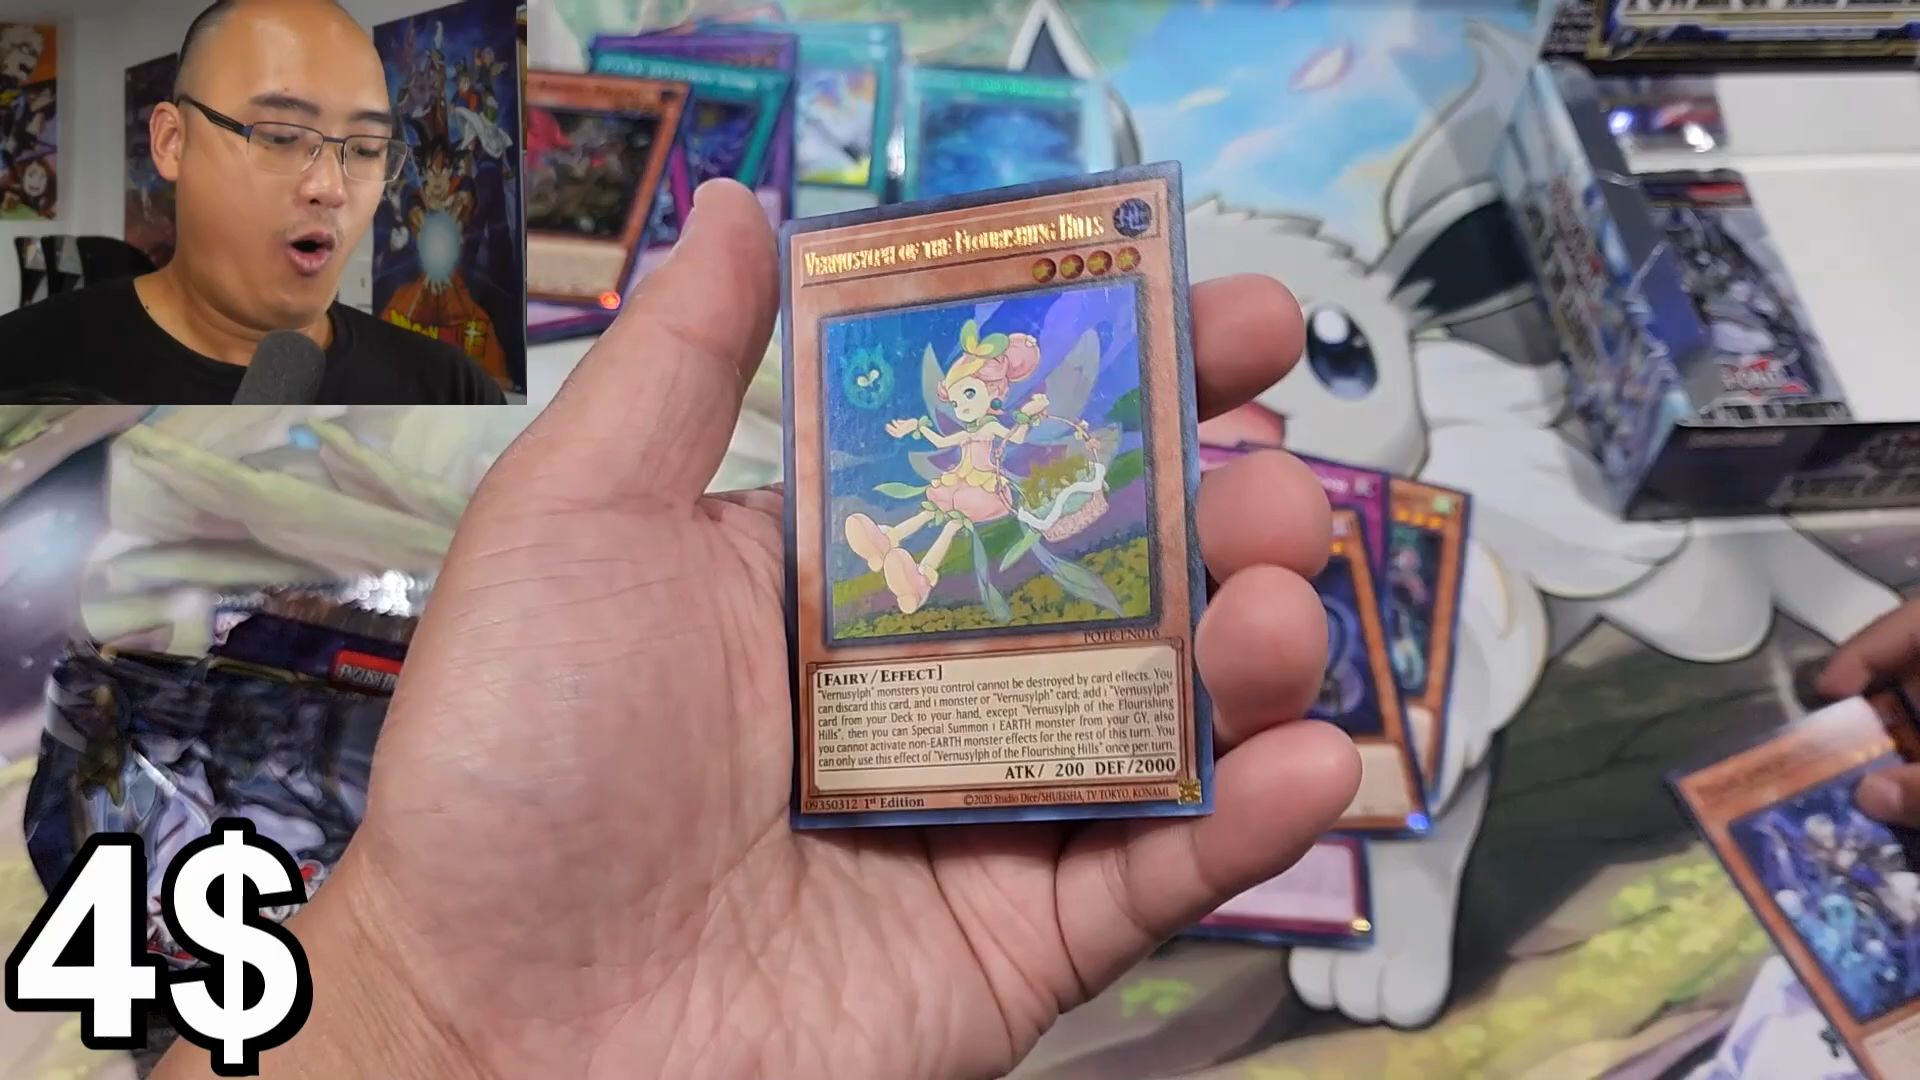 VERNUSYLPH OF THE FLOURISHING HILLS
POTE-EN016
[FAIRY/EFFECT]
"Vernusylph" monsters you control cannot be destroyed by card effects. You
can discard this card, and 1 monster or "Vernusylph" card; add 1 "Vernusylph"
card from your Deck to your hand, except "Vernusylph of the Flourishing
Hills", then you can Special Summon 1 EARTH monster from your GY, also
you cannot activate non-EARTH monster effects for the rest of this turn. You
can only use this effect of "Vernusylph of the Flourishing Hills" once per turn.
ATK/ 200 DEF/2000
09350312 1st Edition
©2020 Studio Dice/SHUEISHA, TV TOKYO, KONAMI
ENGLISH
4$